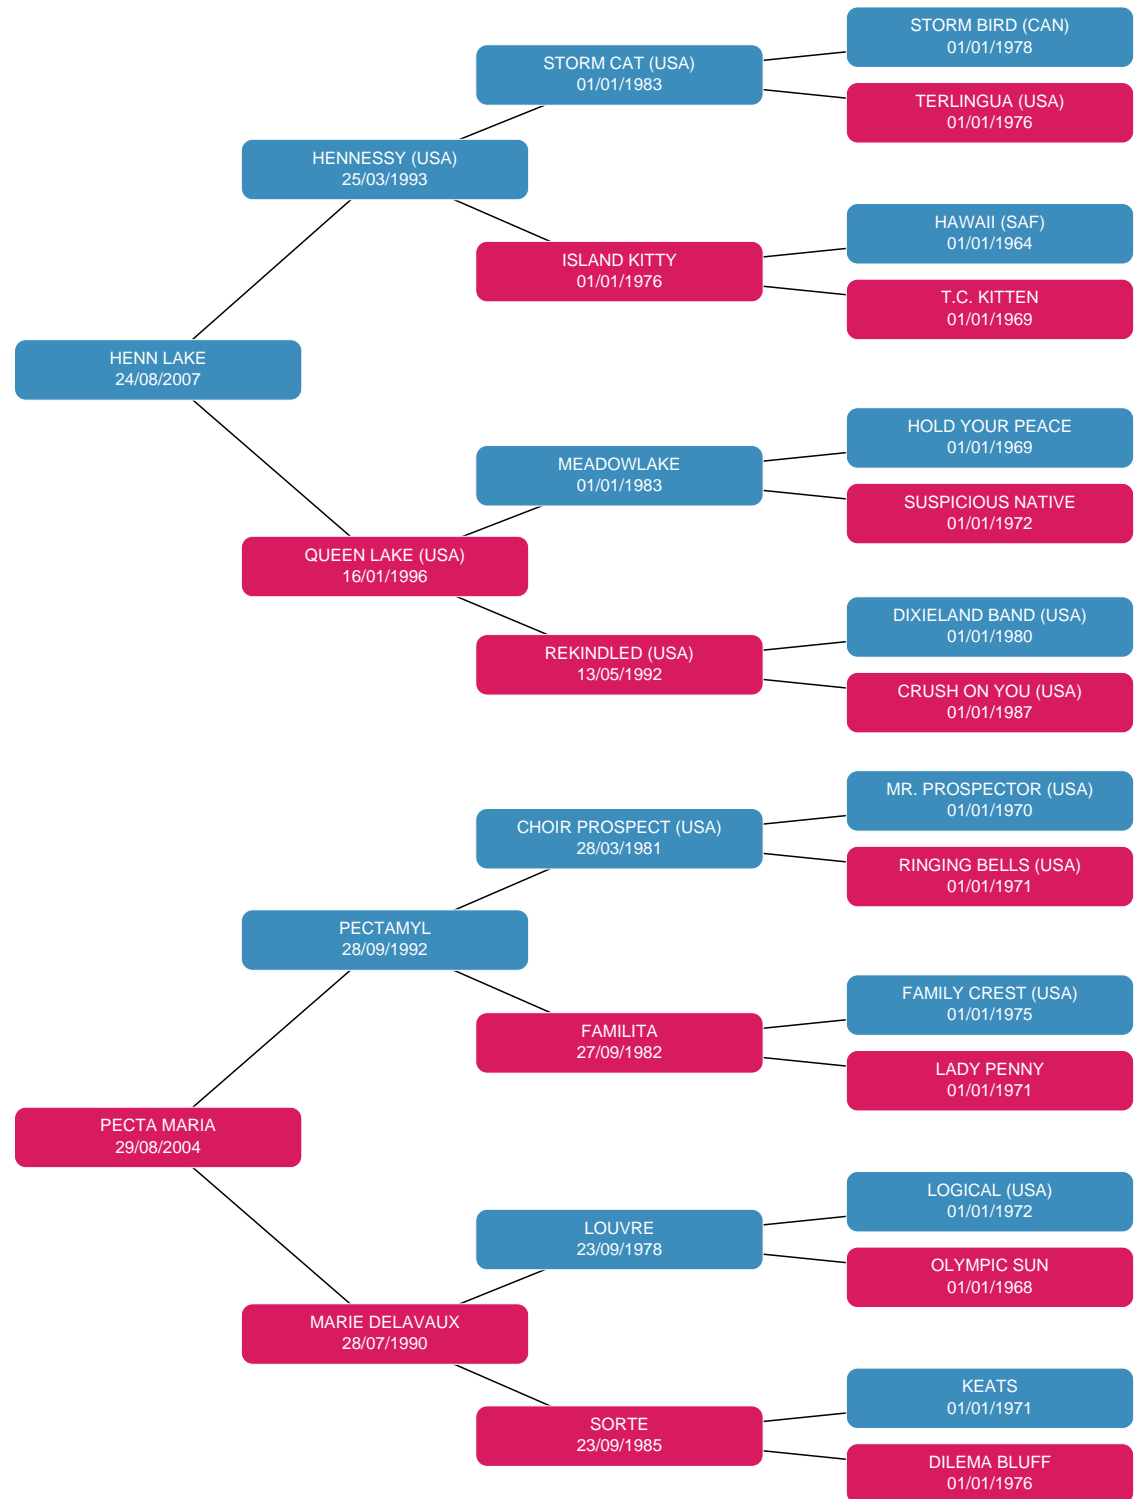 STORM BIRD (CAN)
01/01/1978
STORM CAT (USA)
01/01/1983
TERLINGUA (USA)
01/01/1976
HENNESSY (USA)
25/03/1993
HAWAII (SAF)
01/01/1964
ISLAND KITTY
01/01/1976
T.C. KITTEN
01/01/1969
HENN LAKE
24/08/2007
HOLD YOUR PEACE
01/01/1969
MEADOWLAKE
01/01/1983
SUSPICIOUS NATIVE
01/01/1972
QUEEN LAKE (USA)
16/01/1996
DIXIELAND BAND (USA)
01/01/1980
REKINDLED (USA)
13/05/1992
CRUSH ON YOU (USA)
01/01/1987
MR. PROSPECTOR (USA)
01/01/1970
CHOIR PROSPECT (USA)
28/03/1981
RINGING BELLS (USA)
01/01/1971
PECTAMYL
28/09/1992
FAMILY CREST (USA)
01/01/1975
FAMILITA
27/09/1982
LADY PENNY
01/01/1971
PECTA MARIA
29/08/2004
LOGICAL (USA)
01/01/1972
LOUVRE
23/09/1978
OLYMPIC SUN
01/01/1968
MARIE DELAVAUX
28/07/1990
KEATS
01/01/1971
SORTE
23/09/1985
DILEMA BLUFF
01/01/1976